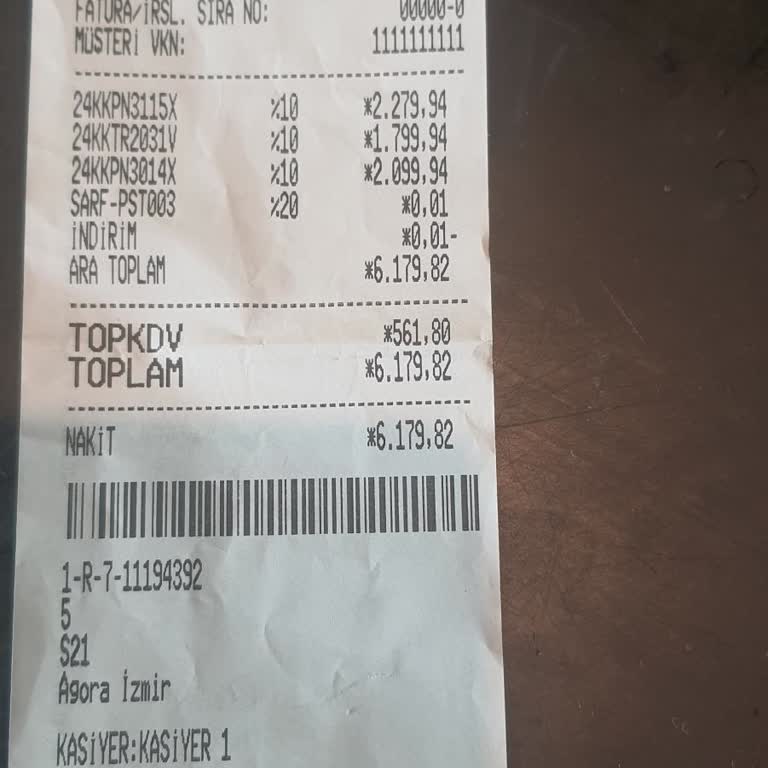 FATURA/İRSL. SIRA NO: 00000-0
MÜSTERİ VKN: 1111111111
24KKPN3115X %10 *2.279,94
24KKTR2031V %10 *1.799,94
24KKPN3014X %10 *2.099,94
SARF-PST003 %20 *0,01
İNDİRİM *0,01-
ARA TOPLAM *6.179,82
TOPKDV *561,80
TOPLAM *6.179,82
NAKİT *6.179,82
1-R-7-11194392
5
S21
Agora İzmir
KASİYER:KASİYER 1